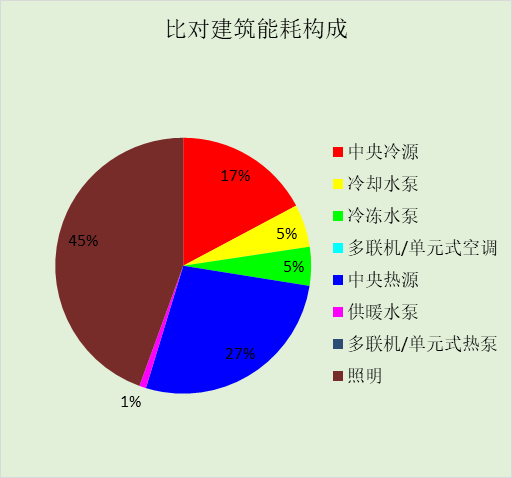 比对建筑能耗构成
17%
5%
5%
27%
1%
45%
中央冷源
冷却水泵
冷冻水泵
多联机/单元式空调
中央热源
供暖水泵
多联机/单元式热泵
照明